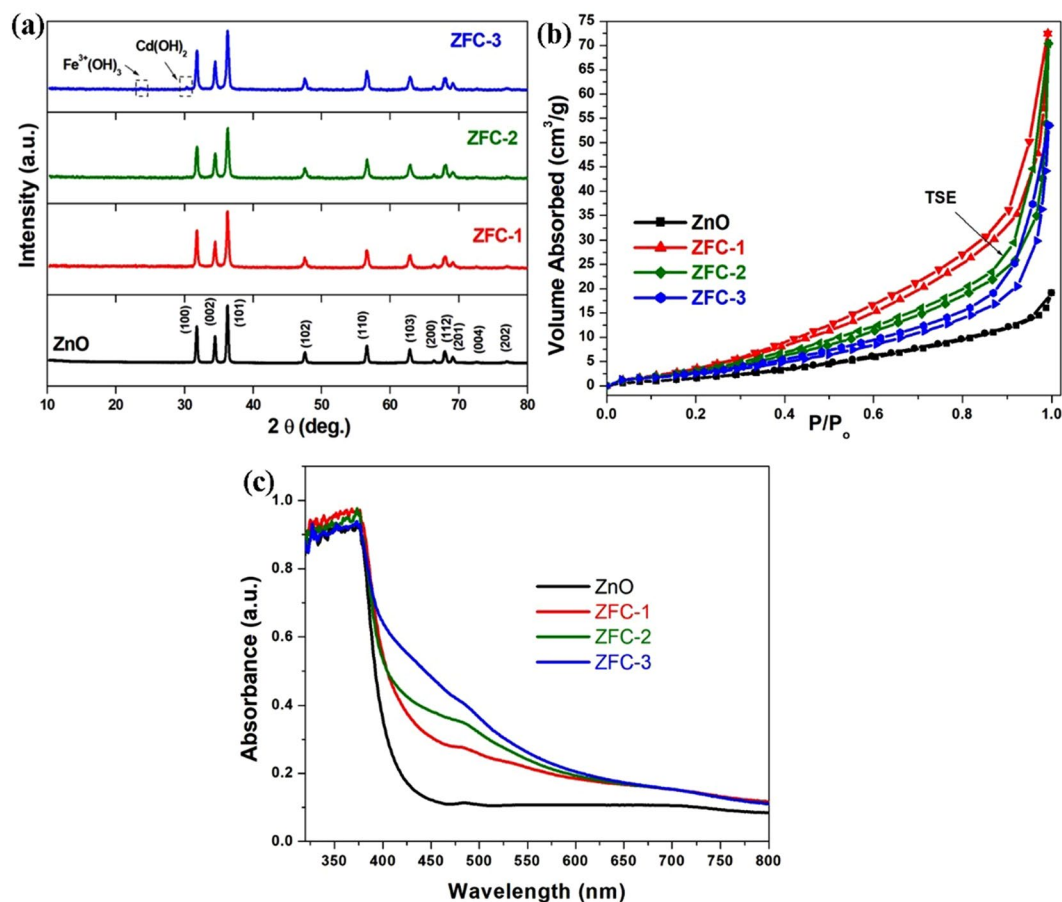 (a)
Fe³⁺(OH)₃
Cd(OH)₂
ZFC-3
ZFC-2
ZFC-1
ZnO
(100)
(002)
(101)
(102)
(110)
(103)
(200)
(112)
(201)
(004)
(202)
Intensity (a.u.)
10 20 30 40 50 60 70 80
2 θ (deg.)
(b)
75
70
65
60
55
50
45
40
35
30
25
20
15
10
5
0
Volume Absorbed (cm³/g)
TSE
ZnO
ZFC-1
ZFC-2
ZFC-3
0.0 0.2 0.4 0.6 0.8 1.0
P/Pₒ
(c)
1.0
0.8
0.6
0.4
0.2
0.0
Absorbance (a.u.)
ZnO
ZFC-1
ZFC-2
ZFC-3
350 400 450 500 550 600 650 700 750 800
Wavelength (nm)